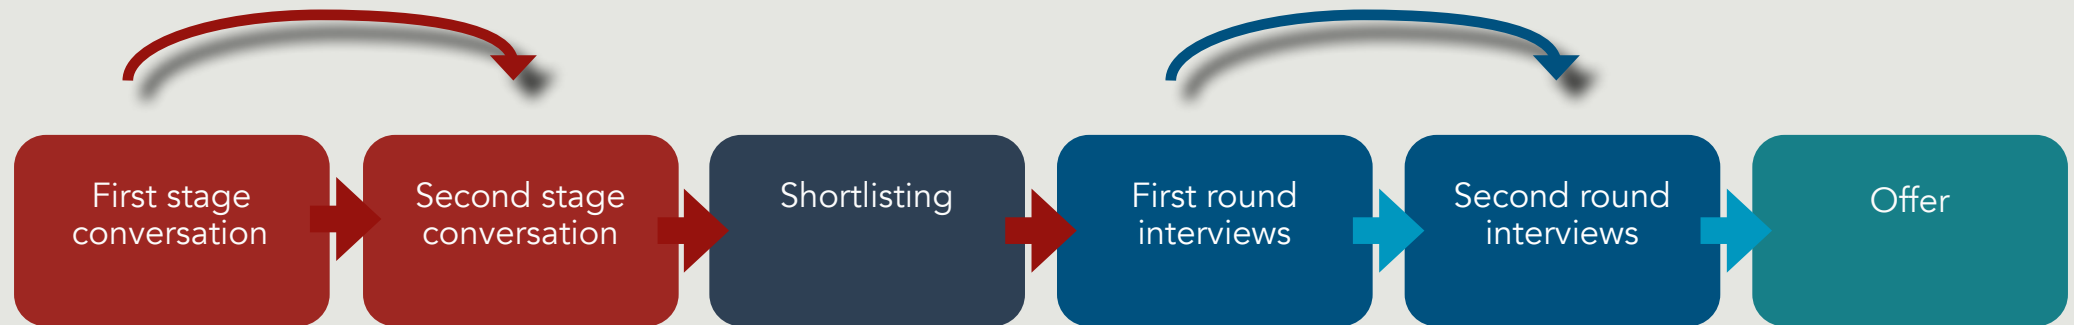 First stage
conversation
Second stage
conversation
Shortlisting
First round
interviews
Second round
interviews
Offer